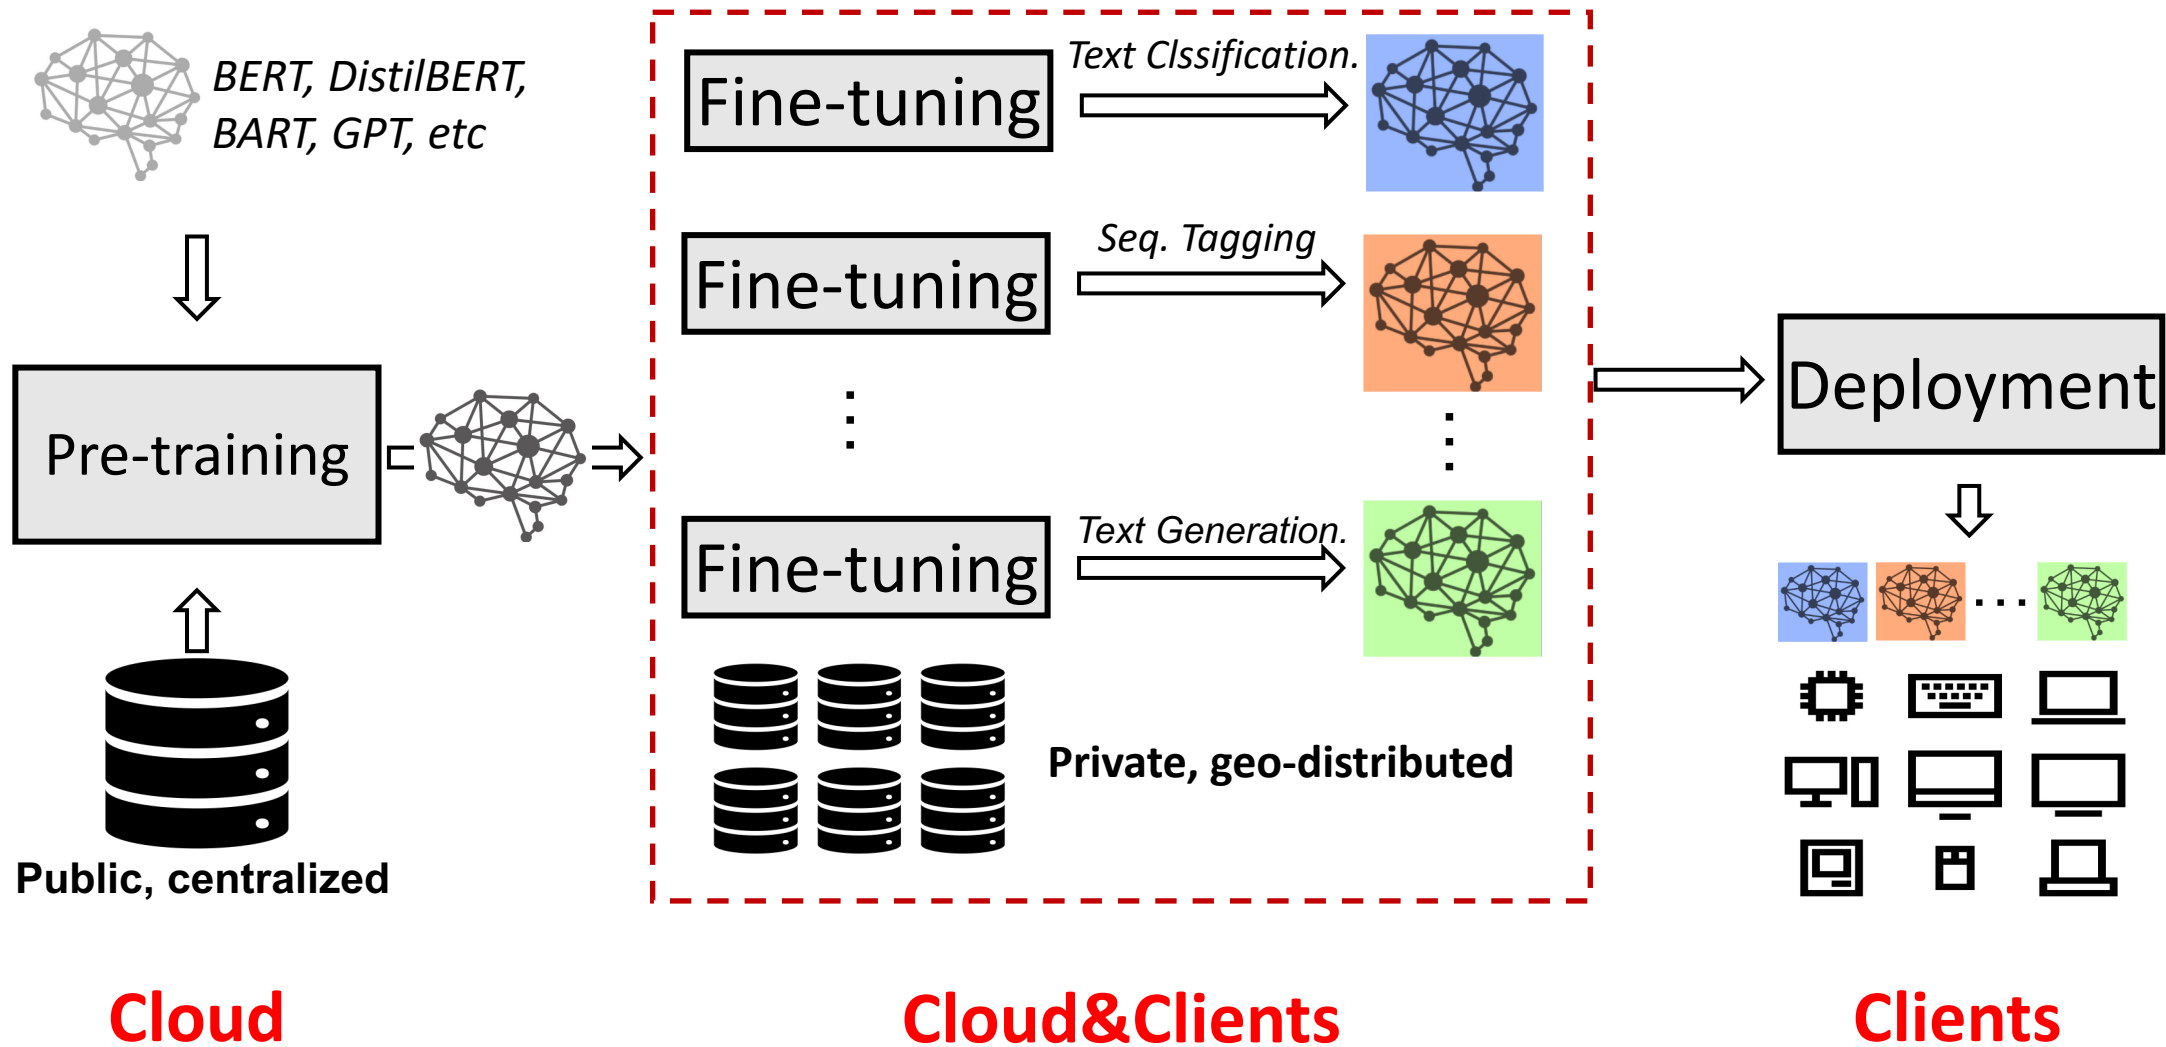 BERT, DistilBERT,
BART, GPT, etc
Pre-training
Public, centralized
Cloud
Fine-tuning
Text Clssification.
Fine-tuning
Seq. Tagging
Fine-tuning
Text Generation.
Private, geo-distributed
Cloud&Clients
Deployment
Clients